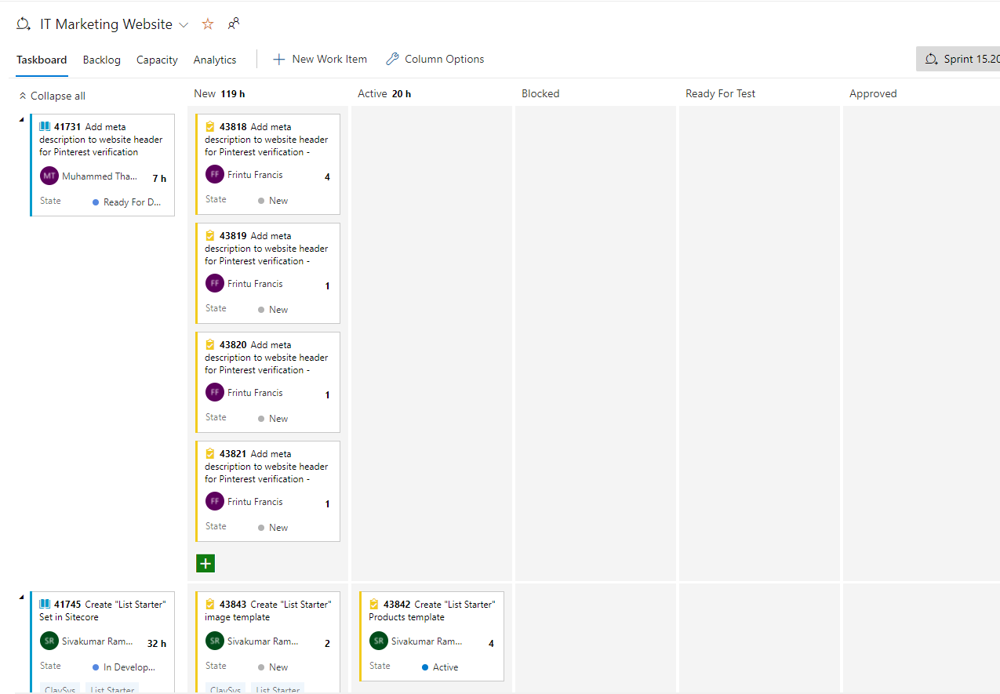 IT Marketing Website
Taskboard Backlog Capacity Analytics New Work Item Column Options Sprint 15.20
Collapse all
New 119 h
Active 20 h
Blocked
Ready For Test
Approved
41731 Add meta
description to website header
for Pinterest verification
MT Muhammed Tha... 7 h
State Ready For D...
43818 Add meta
description to website header
for Pinterest verification -
FF Frintu Francis 4
State New
43819 Add meta
description to website header
for Pinterest verification -
FF Frintu Francis 1
State New
43820 Add meta
description to website header
for Pinterest verification -
FF Frintu Francis 1
State New
43821 Add meta
description to website header
for Pinterest verification -
FF Frintu Francis 1
State New
41745 Create "List Starter"
Set in Sitecore
SR Sivakumar Ram... 32 h
State In Develop...
ClaySys List Starter
43843 Create "List Starter"
image template
SR Sivakumar Ram... 2
State New
ClaySys List Starter
43842 Create "List Starter"
Products template
SR Sivakumar Ram... 4
State Active